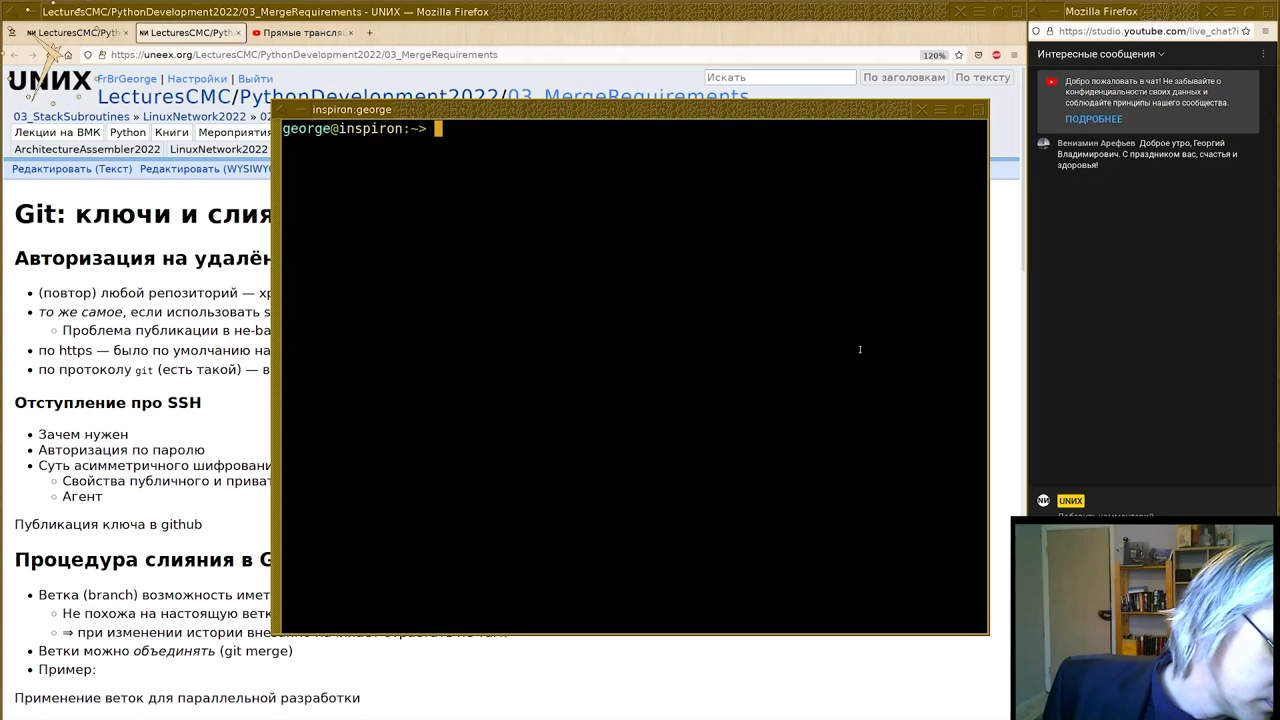 LecturesCMC/PythonDevelopment2022/03_MergeRequirements - UNИX — Mozilla Firefox
Mozilla Firefox
LecturesCMC/Pyth
LecturesCMC/Pyth
Прямые трансляц
https://studio.youtube.com/live_chat?i
https://uneex.org/LecturesCMC/PythonDevelopment2022/03_MergeRequirements
120%
Интересные сообщения
UNИX
FrBrGeorge | Настройки | Выйти
Искать
По заголовкам
По тексту
LecturesCMC/PythonDevelopment2022/03_MergeRequirements
Добро пожаловать в чат! Не забывайте о
конфиденциальности своих данных и
соблюдайте принципы нашего сообщества.
ПОДРОБНЕЕ
03_StackSubroutines » LinuxNetwork2022 » 02
Лекции на ВМК
Python
Книги
Мероприятия
ArchitectureAssembler2022
LinuxNetwork2022
Редактировать (Текст)
Редактировать (WYSIWY
inspiron:george
george@inspiron:~>
Вениамин Арефьев Доброе утро, Георгий
Владимирович. С праздником вас, счастья и
здоровья!
Git: ключи и слия
Авторизация на удалён
(повтор) любой репозиторий — хр
то же самое, если использовать s
Проблема публикации в не-ba
по https — было по умолчанию на
по протоколу git (есть такой) — в
Отступление про SSH
Зачем нужен
Авторизация по паролю
Суть асимметричного шифровани
Свойства публичного и приват
Агент
Публикация ключа в github
Процедура слияния в G
Ветка (branch) возможность имет
Не похожа на настоящую ветк
⇒ при изменении истории
Ветки можно объединять (git merge)
Пример:
Применение веток для параллельной разработки
UNИX